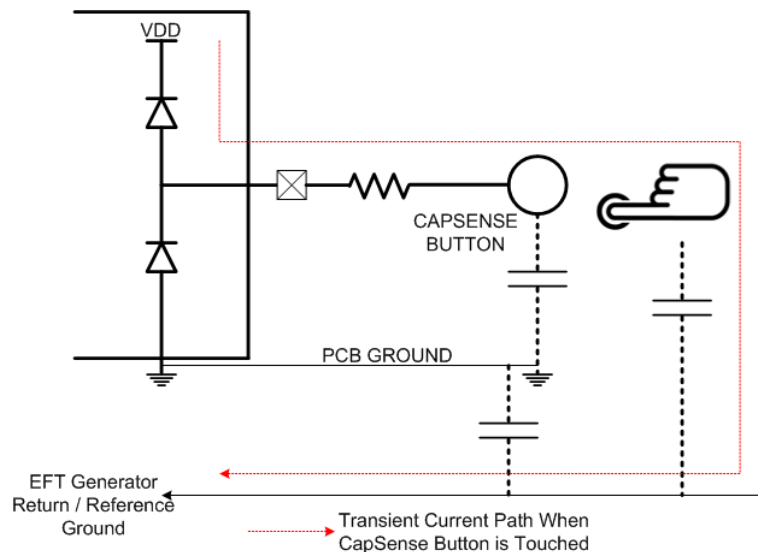 VDD
CAPSENSE
BUTTON
PCB GROUND
EFT Generator
Return / Reference
Ground
Transient Current Path When
CapSense Button is Touched